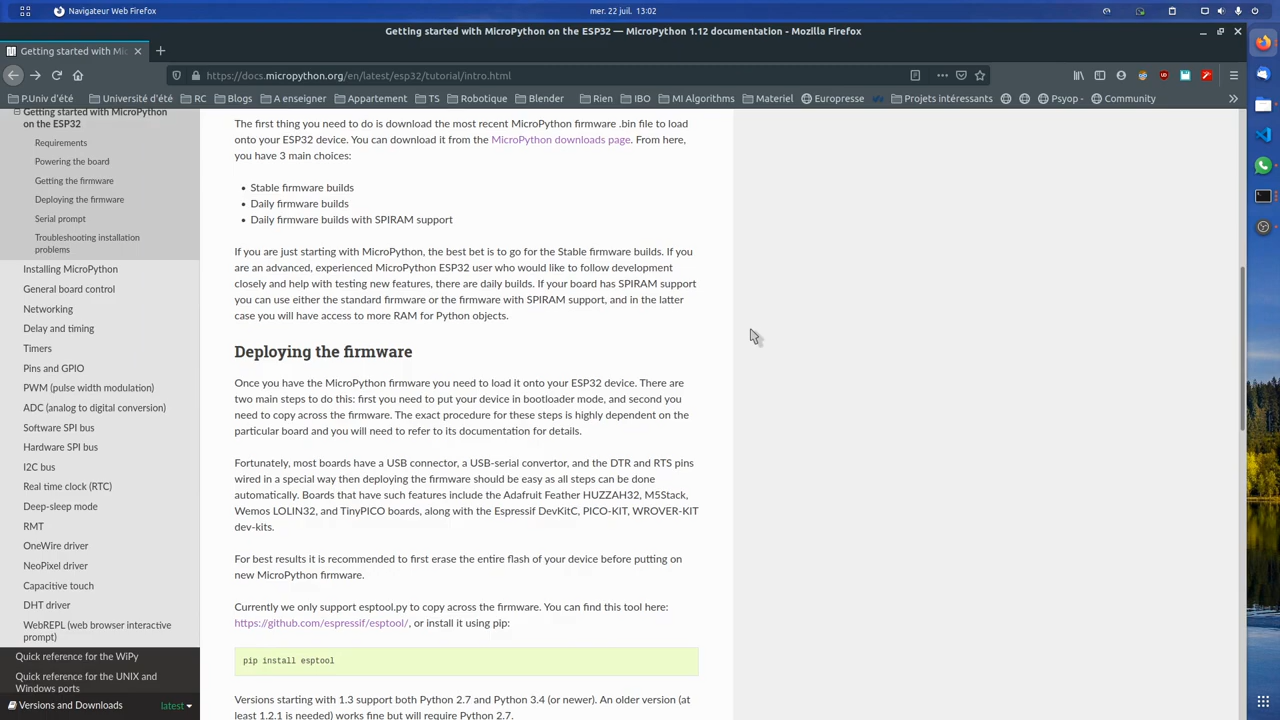 Navigateur Web Firefox
mer. 22 juil. 13:02
Getting started with MicroPython on the ESP32 — MicroPython 1.12 documentation - Mozilla Firefox
Getting started with Mic
https://docs.micropython.org/en/latest/esp32/tutorial/intro.html
P.Univ d'été
Université d'été
RC
Blogs
A enseigner
Appartement
TS
Robotique
Blender
Rien
IBO
MI Algorithms
Materiel
Europresse
Projets intéressants
Psyop -
Community
Getting started with MicroPython
on the ESP32
Requirements
Powering the board
Getting the firmware
Deploying the firmware
Serial prompt
Troubleshooting installation
problems
Installing MicroPython
General board control
Networking
Delay and timing
Timers
Pins and GPIO
PWM (pulse width modulation)
ADC (analog to digital conversion)
Software SPI bus
Hardware SPI bus
I2C bus
Real time clock (RTC)
Deep-sleep mode
RMT
OneWire driver
NeoPixel driver
Capacitive touch
DHT driver
WebREPL (web browser interactive
prompt)
Quick reference for the WiPy
Quick reference for the UNIX and
Windows ports
Versions and Downloads
latest
The first thing you need to do is download the most recent MicroPython firmware .bin file to load
onto your ESP32 device. You can download it from the MicroPython downloads page. From here,
you have 3 main choices:
• Stable firmware builds
• Daily firmware builds
• Daily firmware builds with SPIRAM support
If you are just starting with MicroPython, the best bet is to go for the Stable firmware builds. If you
are an advanced, experienced MicroPython ESP32 user who would like to follow development
closely and help with testing new features, there are daily builds. If your board has SPIRAM support
you can use either the standard firmware or the firmware with SPIRAM support, and in the latter
case you will have access to more RAM for Python objects.
Deploying the firmware
Once you have the MicroPython firmware you need to load it onto your ESP32 device. There are
two main steps to do this: first you need to put your device in bootloader mode, and second you
need to copy across the firmware. The exact procedure for these steps is highly dependent on the
particular board and you will need to refer to its documentation for details.
Fortunately, most boards have a USB connector, a USB-serial convertor, and the DTR and RTS pins
wired in a special way then deploying the firmware should be easy as all steps can be done
automatically. Boards that have such features include the Adafruit Feather HUZZAH32, M5Stack,
Wemos LOLIN32, and TinyPICO boards, along with the Espressif DevKitC, PICO-KIT, WROVER-KIT
dev-kits.
For best results it is recommended to first erase the entire flash of your device before putting on
new MicroPython firmware.
Currently we only support esptool.py to copy across the firmware. You can find this tool here:
https://github.com/espressif/esptool/, or install it using pip:
pip install esptool
Versions starting with 1.3 support both Python 2.7 and Python 3.4 (or newer). An older version (at
least 1.2.1 is needed) works fine but will require Python 2.7.